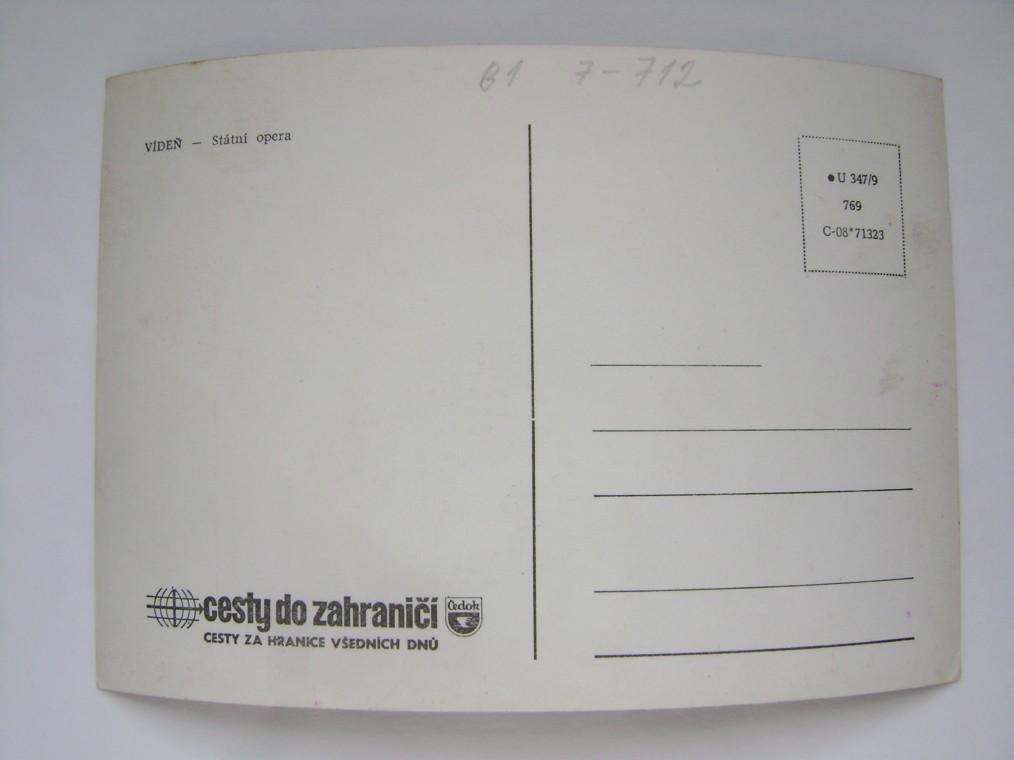 B1 7-712
VÍDEŇ — Státní opera
● U 347/9
769
C-08*71323
cesty do zahraničí Čedok
CESTY ZA HRANICE VŠEDNÍCH DNŮ